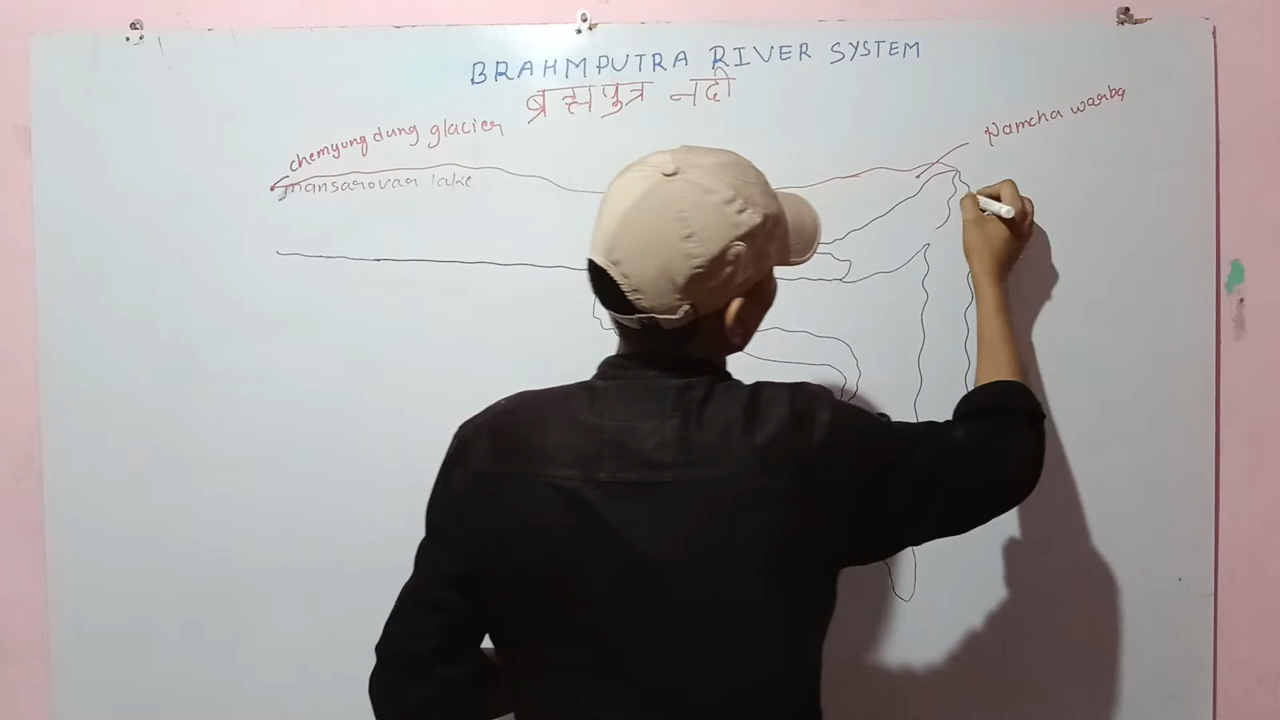 BRAHMPUTRA RIVER SYSTEM
ब्रह्मपुत्र नदी
chemyung dung glacier
Namcha warba
mansarovar lake